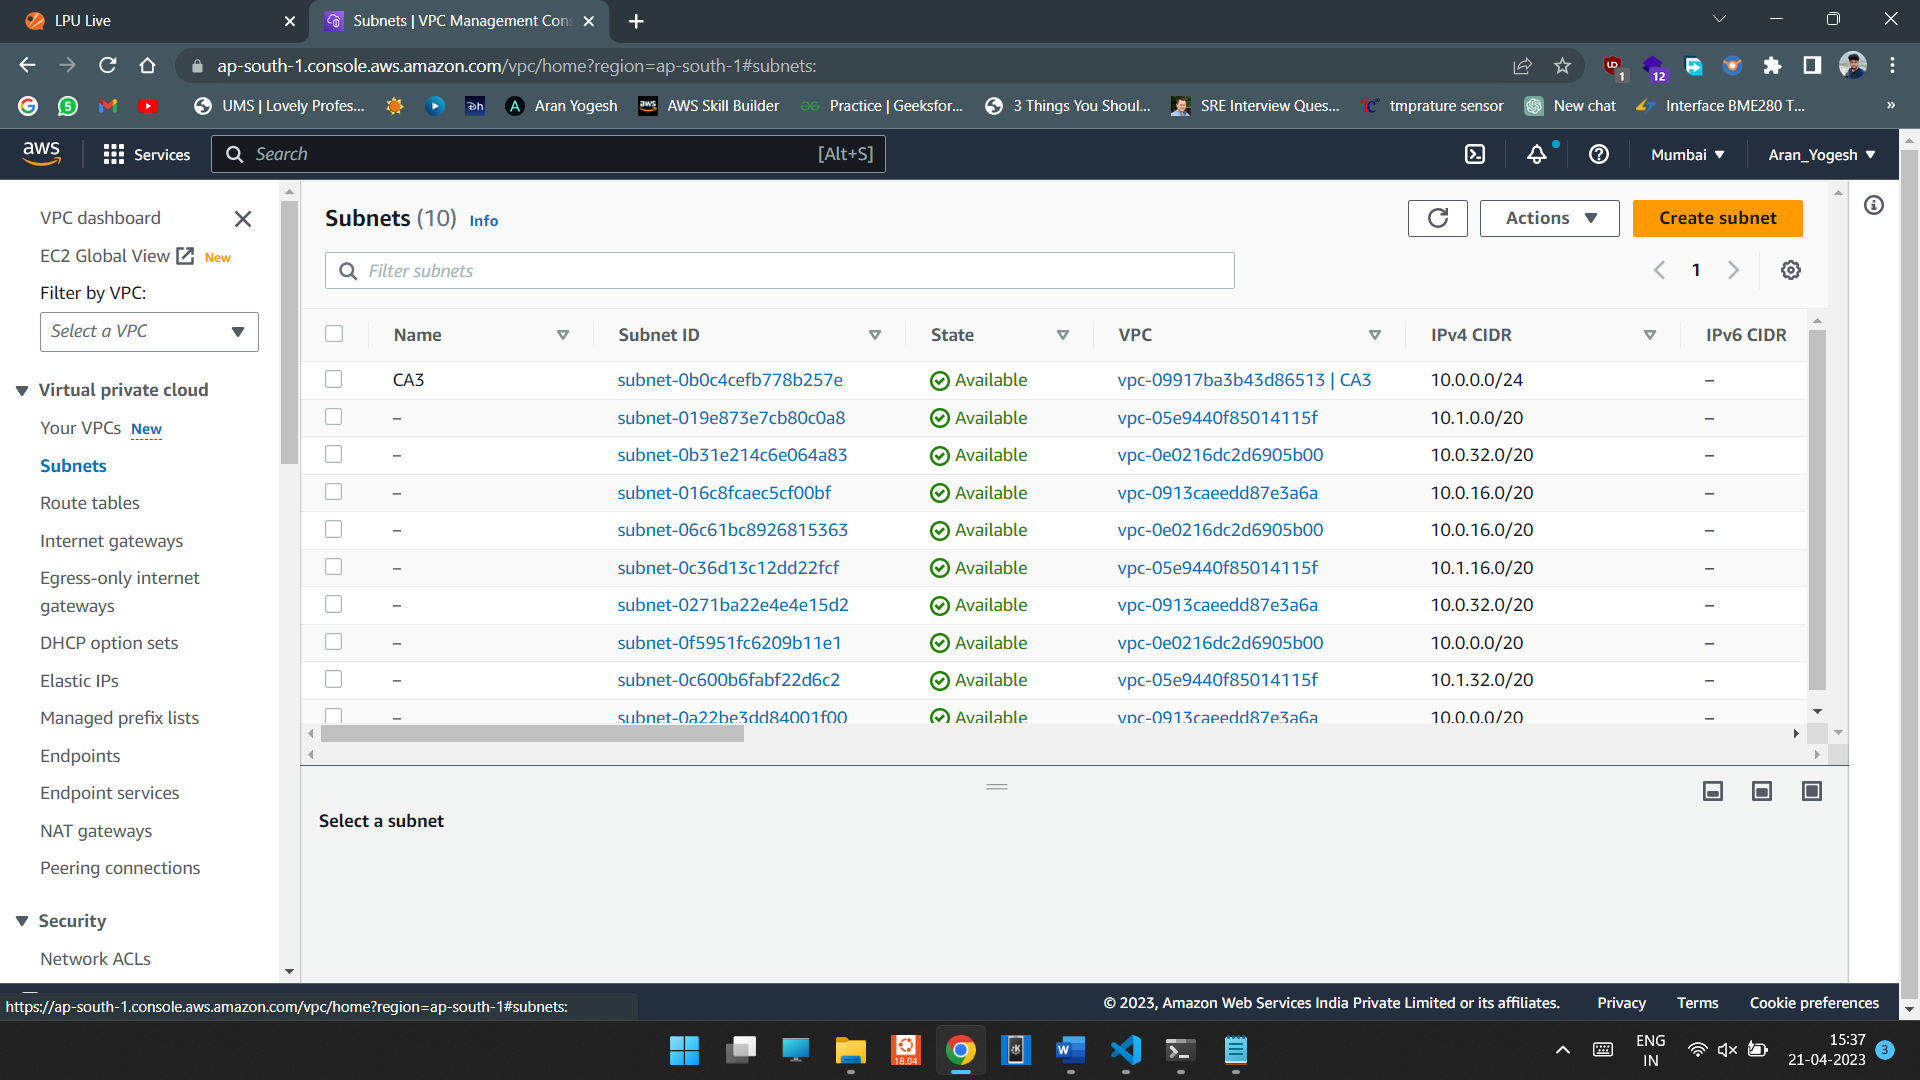 LPU Live
Subnets | VPC Management Cons
ap-south-1.console.aws.amazon.com/vpc/home?region=ap-south-1#subnets:
1
12
UMS | Lovely Profes...
Aran Yogesh
AWS Skill Builder
Practice | Geeksfor...
3 Things You Shoul...
SRE Interview Ques...
tmprature sensor
New chat
Interface BME280 T...
»
aws
Services
Search
[Alt+S]
Mumbai
Aran_Yogesh
VPC dashboard
EC2 Global View
New
Filter by VPC:
Select a VPC
Virtual private cloud
Your VPCs New
Subnets
Route tables
Internet gateways
Egress-only internet
gateways
DHCP option sets
Elastic IPs
Managed prefix lists
Endpoints
Endpoint services
NAT gateways
Peering connections
Security
Network ACLs
Subnets (10) Info
Actions
Create subnet
Filter subnets
1
Name Subnet ID State VPC IPv4 CIDR IPv6 CIDR
CA3 subnet-0b0c4cefb778b257e Available vpc-09917ba3b43d86513 | CA3 10.0.0.0/24 –
– subnet-019e873e7cb80c0a8 Available vpc-05e9440f85014115f 10.1.0.0/20 –
– subnet-0b31e214c6e064a83 Available vpc-0e0216dc2d6905b00 10.0.32.0/20 –
– subnet-016c8fcaec5cf00bf Available vpc-0913caeedd87e3a6a 10.0.16.0/20 –
– subnet-06c61bc8926815363 Available vpc-0e0216dc2d6905b00 10.0.16.0/20 –
– subnet-0c36d13c12dd22fcf Available vpc-05e9440f85014115f 10.1.16.0/20 –
– subnet-0271ba22e4e4e15d2 Available vpc-0913caeedd87e3a6a 10.0.32.0/20 –
– subnet-0f5951fc6209b11e1 Available vpc-0e0216dc2d6905b00 10.0.0.0/20 –
– subnet-0c600b6fabf22d6c2 Available vpc-05e9440f85014115f 10.1.32.0/20 –
– subnet-0a22be3dd84001f00 Available vpc-0913caeedd87e3a6a 10.0.0.0/20 –
Select a subnet
https://ap-south-1.console.aws.amazon.com/vpc/home?region=ap-south-1#subnets:
© 2023, Amazon Web Services India Private Limited or its affiliates.
Privacy
Terms
Cookie preferences
18.04
ENG
IN
15:37
21-04-2023
3